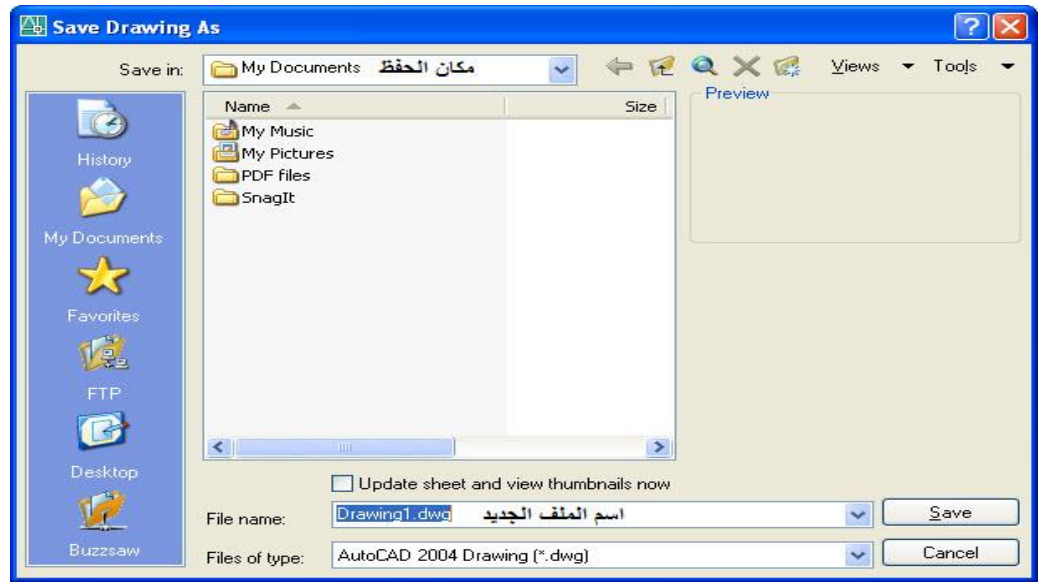 Save Drawing As
Save in: My Documents مكان الحفظ Views Tools
Name Size Preview
My Music
My Pictures
PDF files
SnagIt
History
My Documents
Favorites
FTP
Desktop
Buzzsaw
Update sheet and view thumbnails now
File name: Drawing1.dwg اسم الملف الجديد Save
Files of type: AutoCAD 2004 Drawing (*.dwg) Cancel